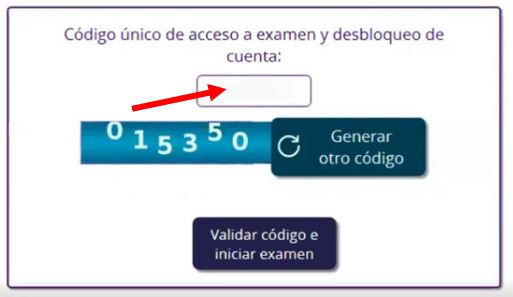 Código único de acceso a examen y desbloqueo de
cuenta:
015350
Generar
otro código
Validar código e
iniciar examen